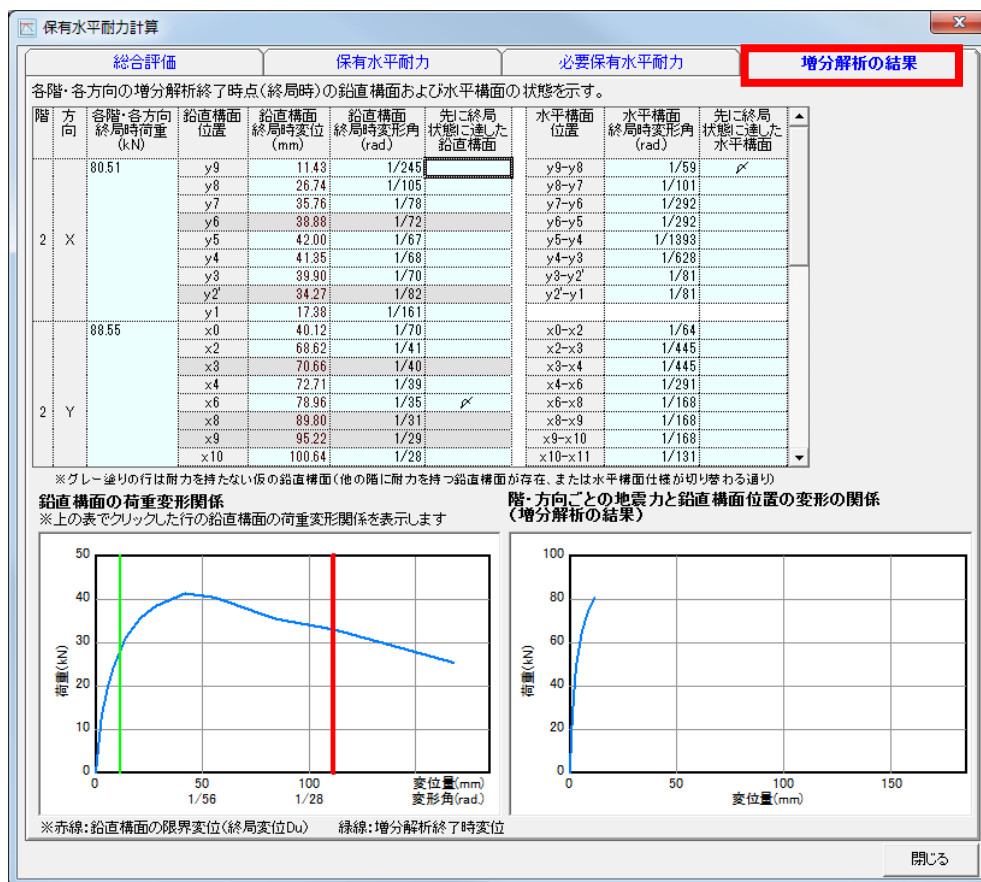 保有水平耐力計算
x
総合評価 保有水平耐力 必要保有水平耐力 増分解析の結果
各階・各方向の増分解析終了時点(終局時)の鉛直構面および水平構面の状態を示す。
階 方向 各階・各方向終局時荷重(kN) 鉛直構面位置 鉛直構面終局時変位(mm) 鉛直構面終局時変形角(rad) 先に終局状態に達した鉛直構面 水平構面位置 水平構面終局時変形角(rad.) 先に終局状態に達した水平構面
80.51 y9 11.43 1/245 y9-y8 1/59 〆
y8 26.74 1/105 y8-y7 1/101
y7 35.76 1/78 y7-y6 1/292
y6 38.88 1/72 y6-y5 1/292
2 X y5 42.00 1/67 y5-y4 1/1393
y4 41.35 1/68 y4-y3 1/628
y3 39.90 1/70 y3-y2' 1/81
y2' 34.27 1/82 y2'-y1 1/81
y1 17.38 1/161
88.55 x0 40.12 1/70 x0-x2 1/64
x2 68.62 1/41 x2-x3 1/445
x3 70.66 1/40 x3-x4 1/445
x4 72.71 1/39 x4-x6 1/291
2 Y x6 78.96 1/35 〆 x6-x8 1/168
x8 89.80 1/31 x8-x9 1/168
x9 95.22 1/29 x9-x10 1/168
x10 100.64 1/28 x10-x11 1/131
※グレー塗りの行は耐力を持たない仮の鉛直構面(他の階に耐力を持つ鉛直構面が存在、または水平構面仕様が切り替わる通り)
鉛直構面の荷重変形関係
※上の表でクリックした行の鉛直構面の荷重変形関係を表示します
階・方向ごとの地震力と鉛直構面位置の変形の関係
(増分解析の結果)
50
40
30
20
10
0
荷重(kN)
0 50 100 変位量(mm)
1/56 1/28 変形角(rad.)
100
80
60
40
20
0
荷重(kN)
0 50 100 150
変位量(mm)
※赤線:鉛直構面の限界変位(終局変位Du) 緑線:増分解析終了時変位
閉じる